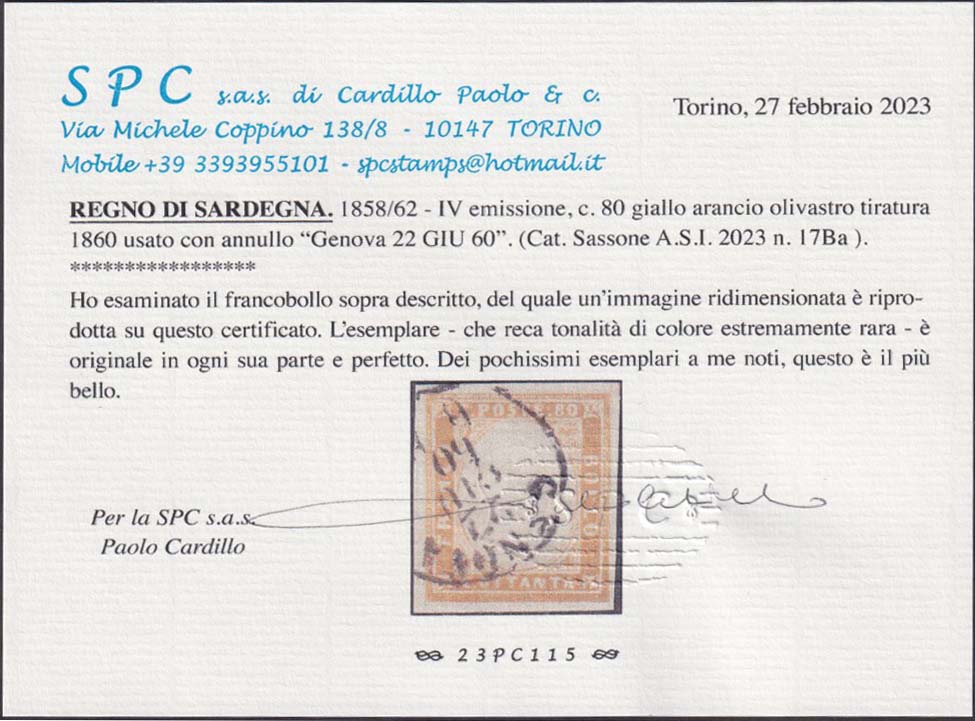 SPC s.a.s. di Cardillo Paolo & c.
Via Michele Coppino 138/8 - 10147 TORINO
Mobile +39 3393955101 - spcstamps@hotmail.it
Torino, 27 febbraio 2023
REGNO DI SARDEGNA. 1858/62 - IV emissione, c. 80 giallo arancio olivastro tiratura
1860 usato con annullo “Genova 22 GIU 60”. (Cat. Sassone A.S.I. 2023 n. 17Ba ).
*****************
Ho esaminato il francobollo sopra descritto, del quale un’immagine ridimensionata è ripro-
dotta su questo certificato. L’esemplare - che reca tonalità di colore estremamente rara - è
originale in ogni sua parte e perfetto. Dei pochissimi esemplari a me noti, questo è il più
bello.
POSTE 80
Per la SPC s.a.s.
Paolo Cardillo
23PC115